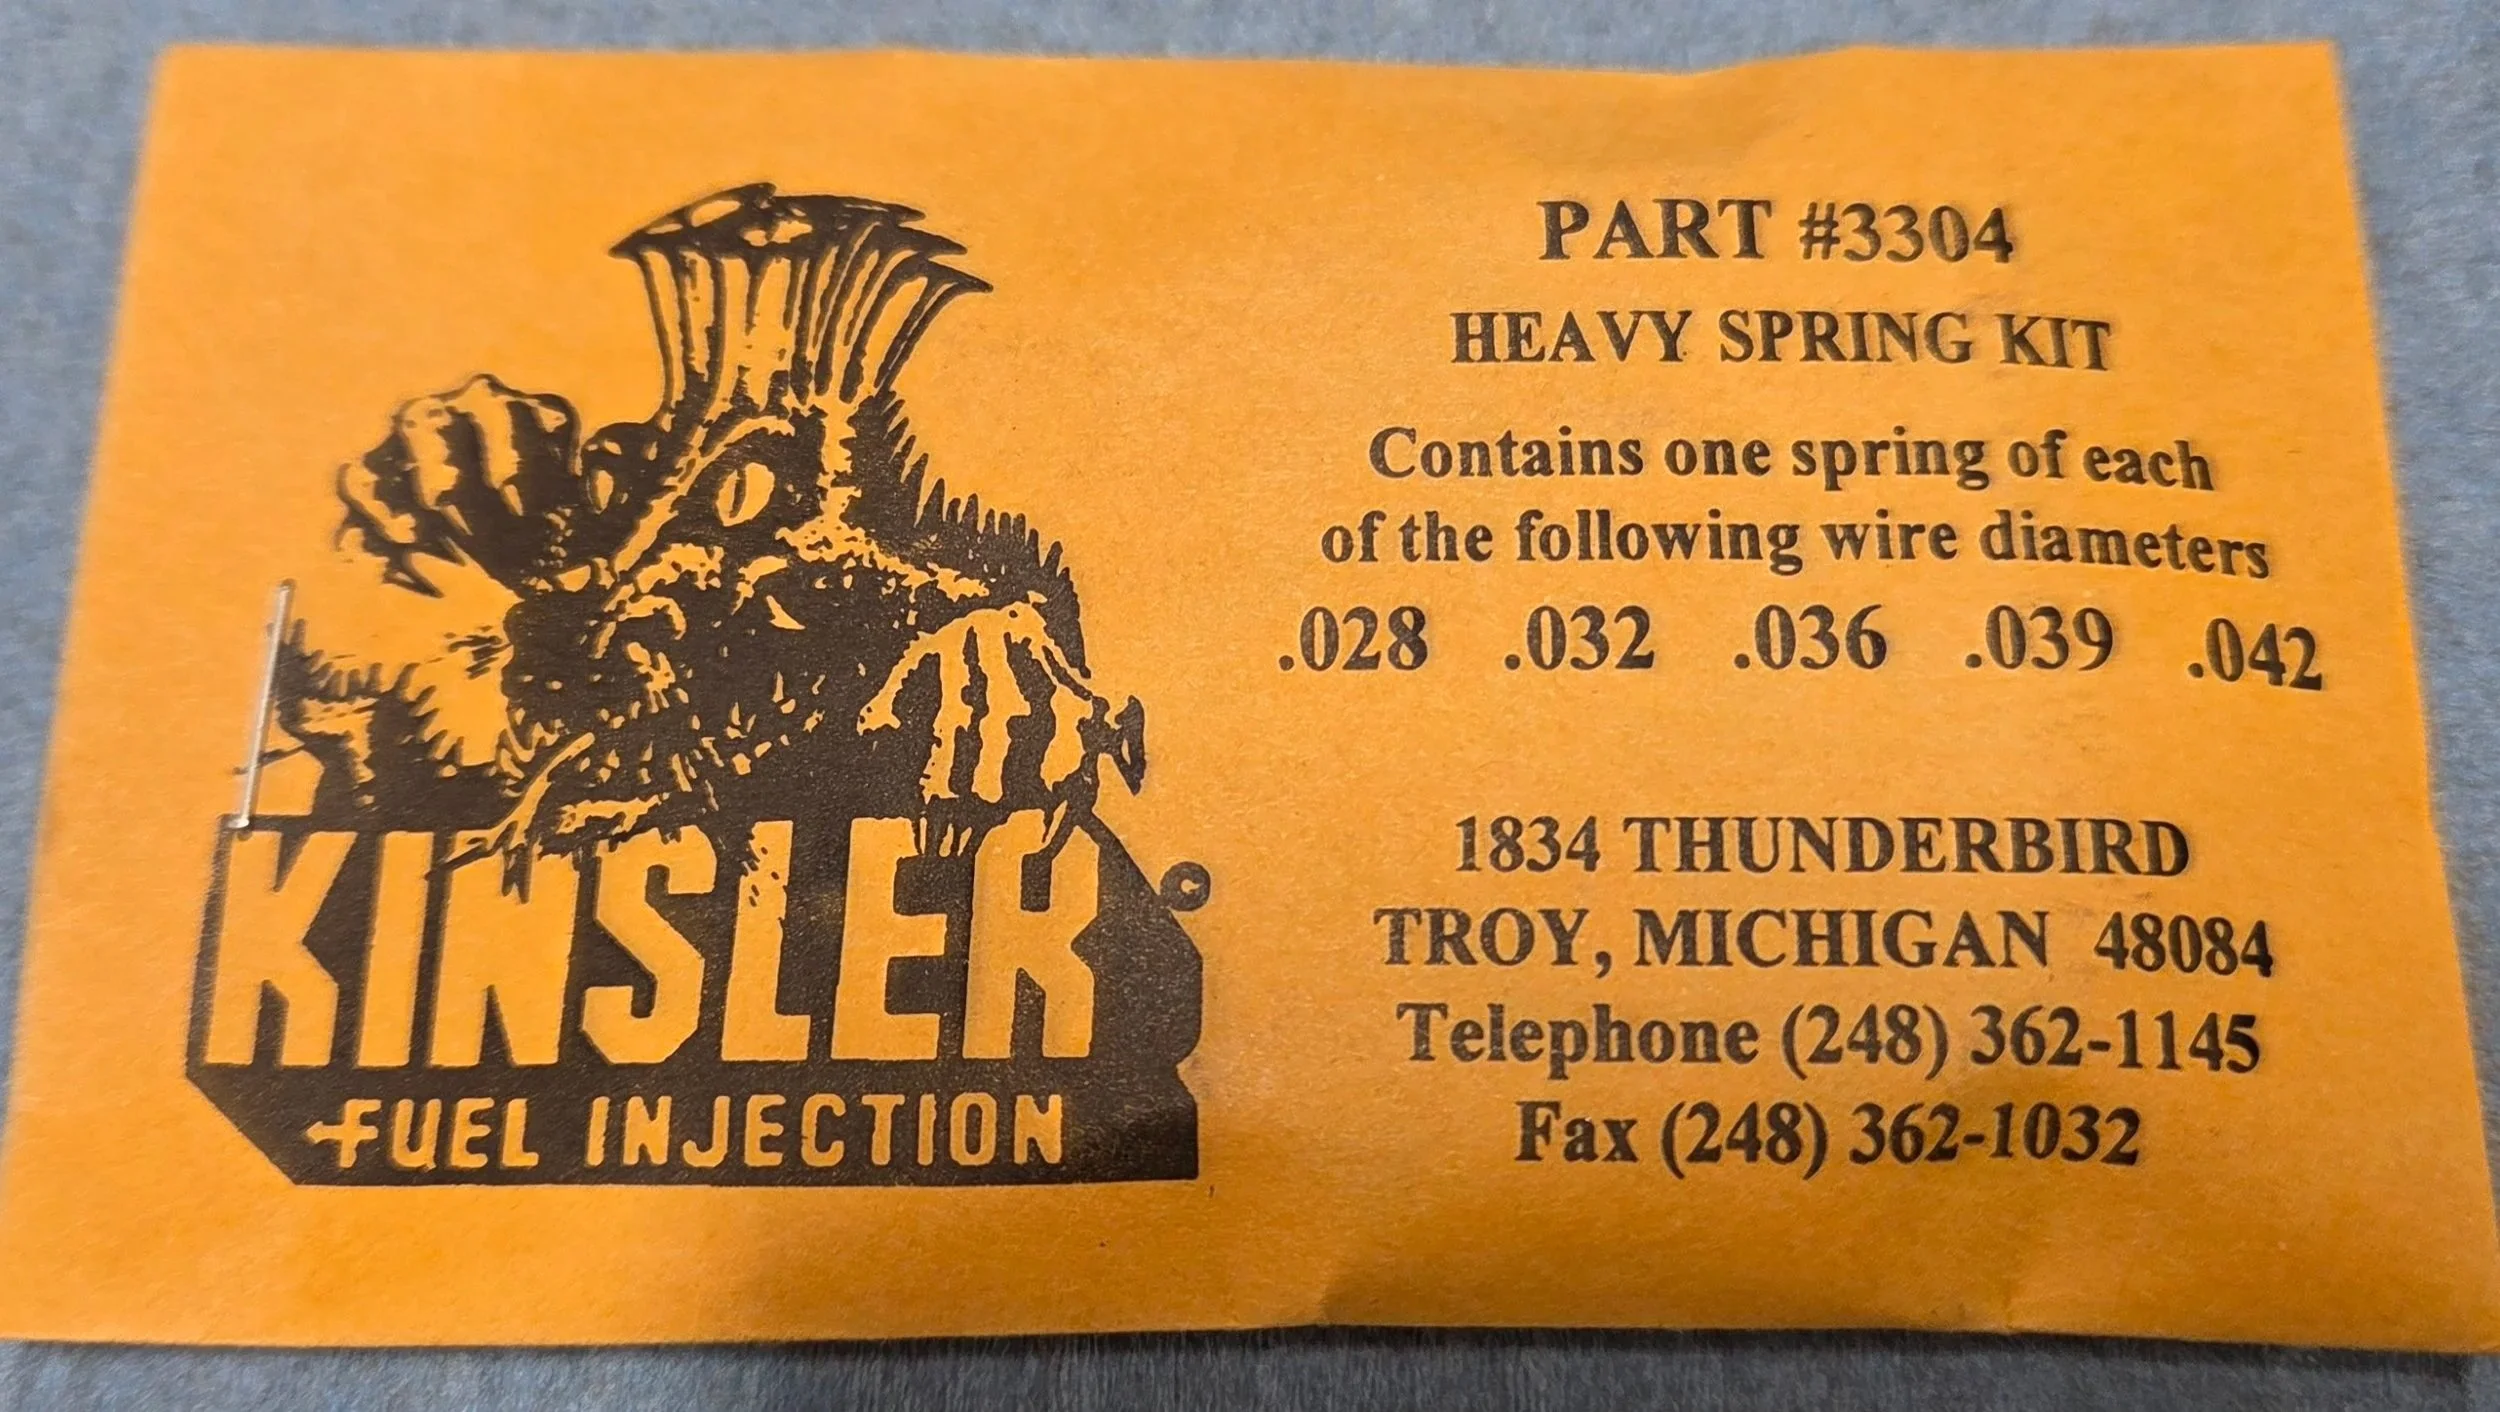 PART #3304
HEAVY SPRING KIT
Contains one spring of each
of the following wire diameters
.028 .032 .036 .039 .042
KINSLER
FUEL INJECTION
©
1834 THUNDERBIRD
TROY, MICHIGAN 48084
Telephone (248) 362-1145
Fax (248) 362-1032